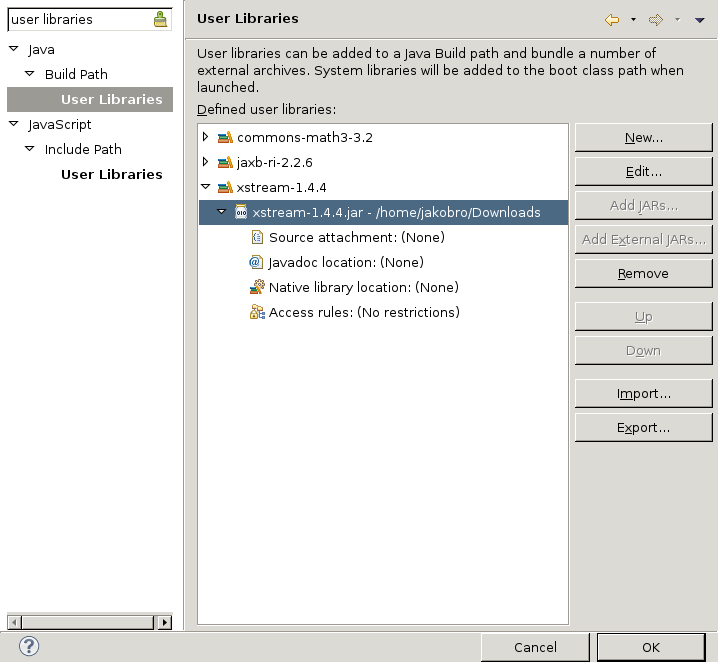 user libraries
Java
Build Path
User Libraries
JavaScript
Include Path
User Libraries
User Libraries
User libraries can be added to a Java Build path and bundle a number of
external archives. System libraries will be added to the boot class path when
launched.
Defined user libraries:
commons-math3-3.2
jaxb-ri-2.2.6
xstream-1.4.4
xstream-1.4.4.jar - /home/jakobro/Downloads
Source attachment: (None)
Javadoc location: (None)
Native library location: (None)
Access rules: (No restrictions)
New...
Edit...
Add JARs...
Add External JARs...
Remove
Up
Down
Import...
Export...
Cancel
OK